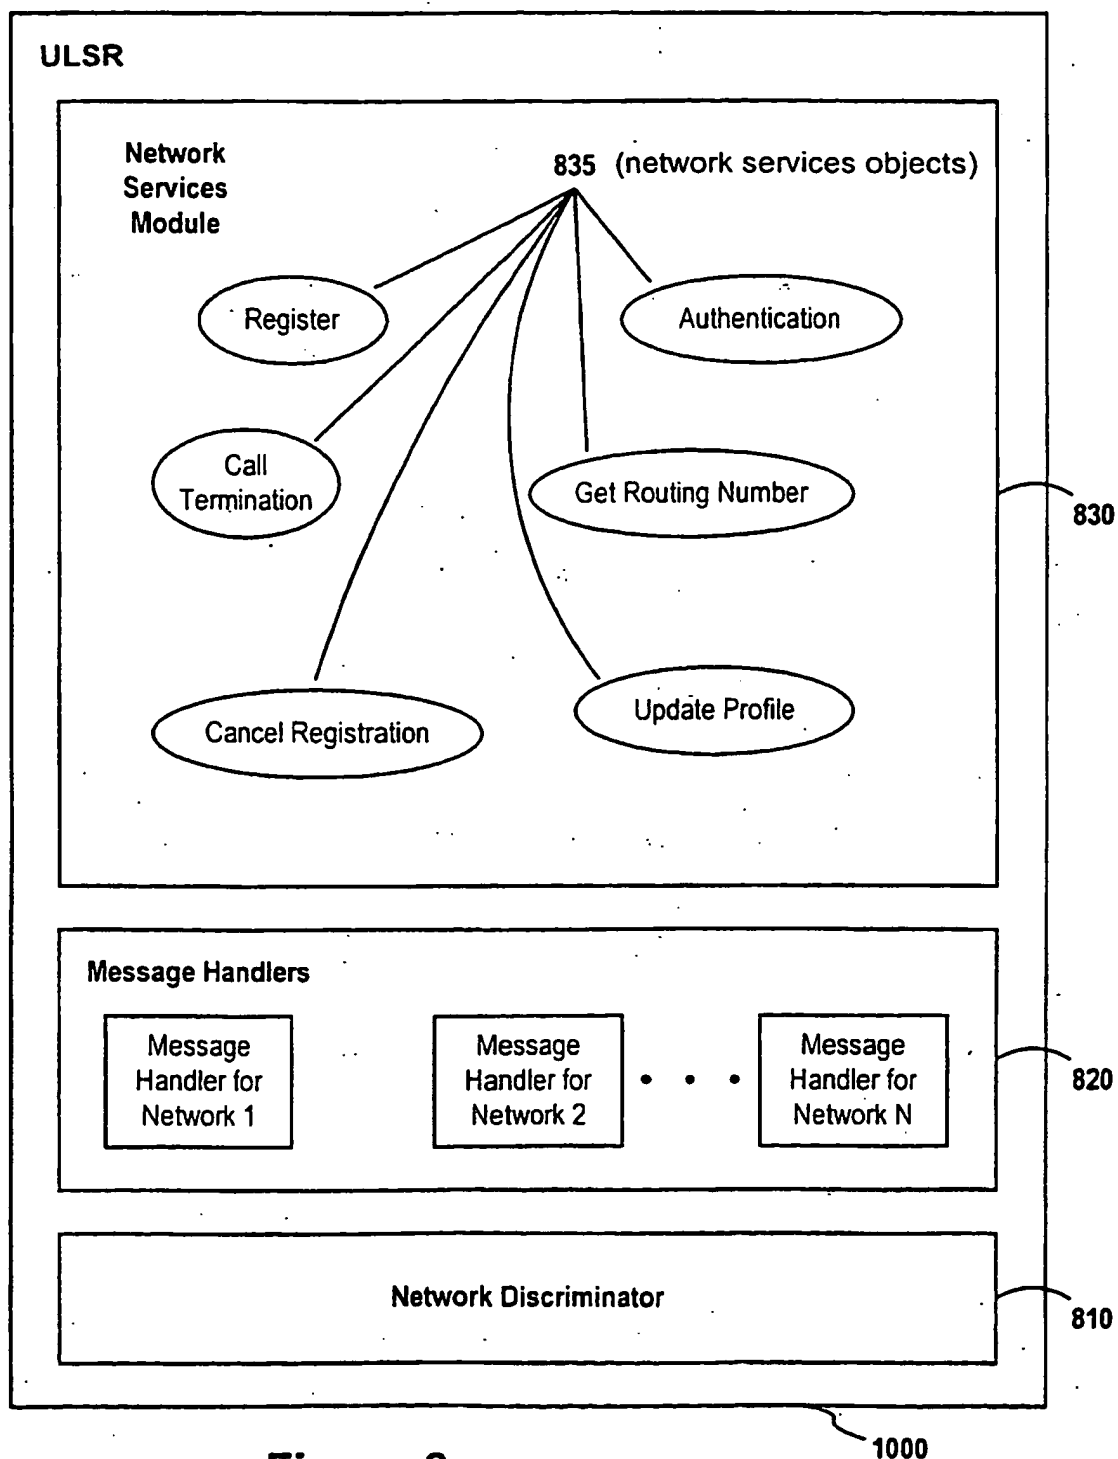 ULSR
Network
Services
Module
835 (network services objects)
Register
Authentication
Call
Termination
Get Routing Number
830
Cancel Registration
Update Profile
Message Handlers
Message
Handler for
Network 1
Message
Handler for
Network 2
• • •
Message
Handler for
Network N
820
Network Discriminator
810
1000